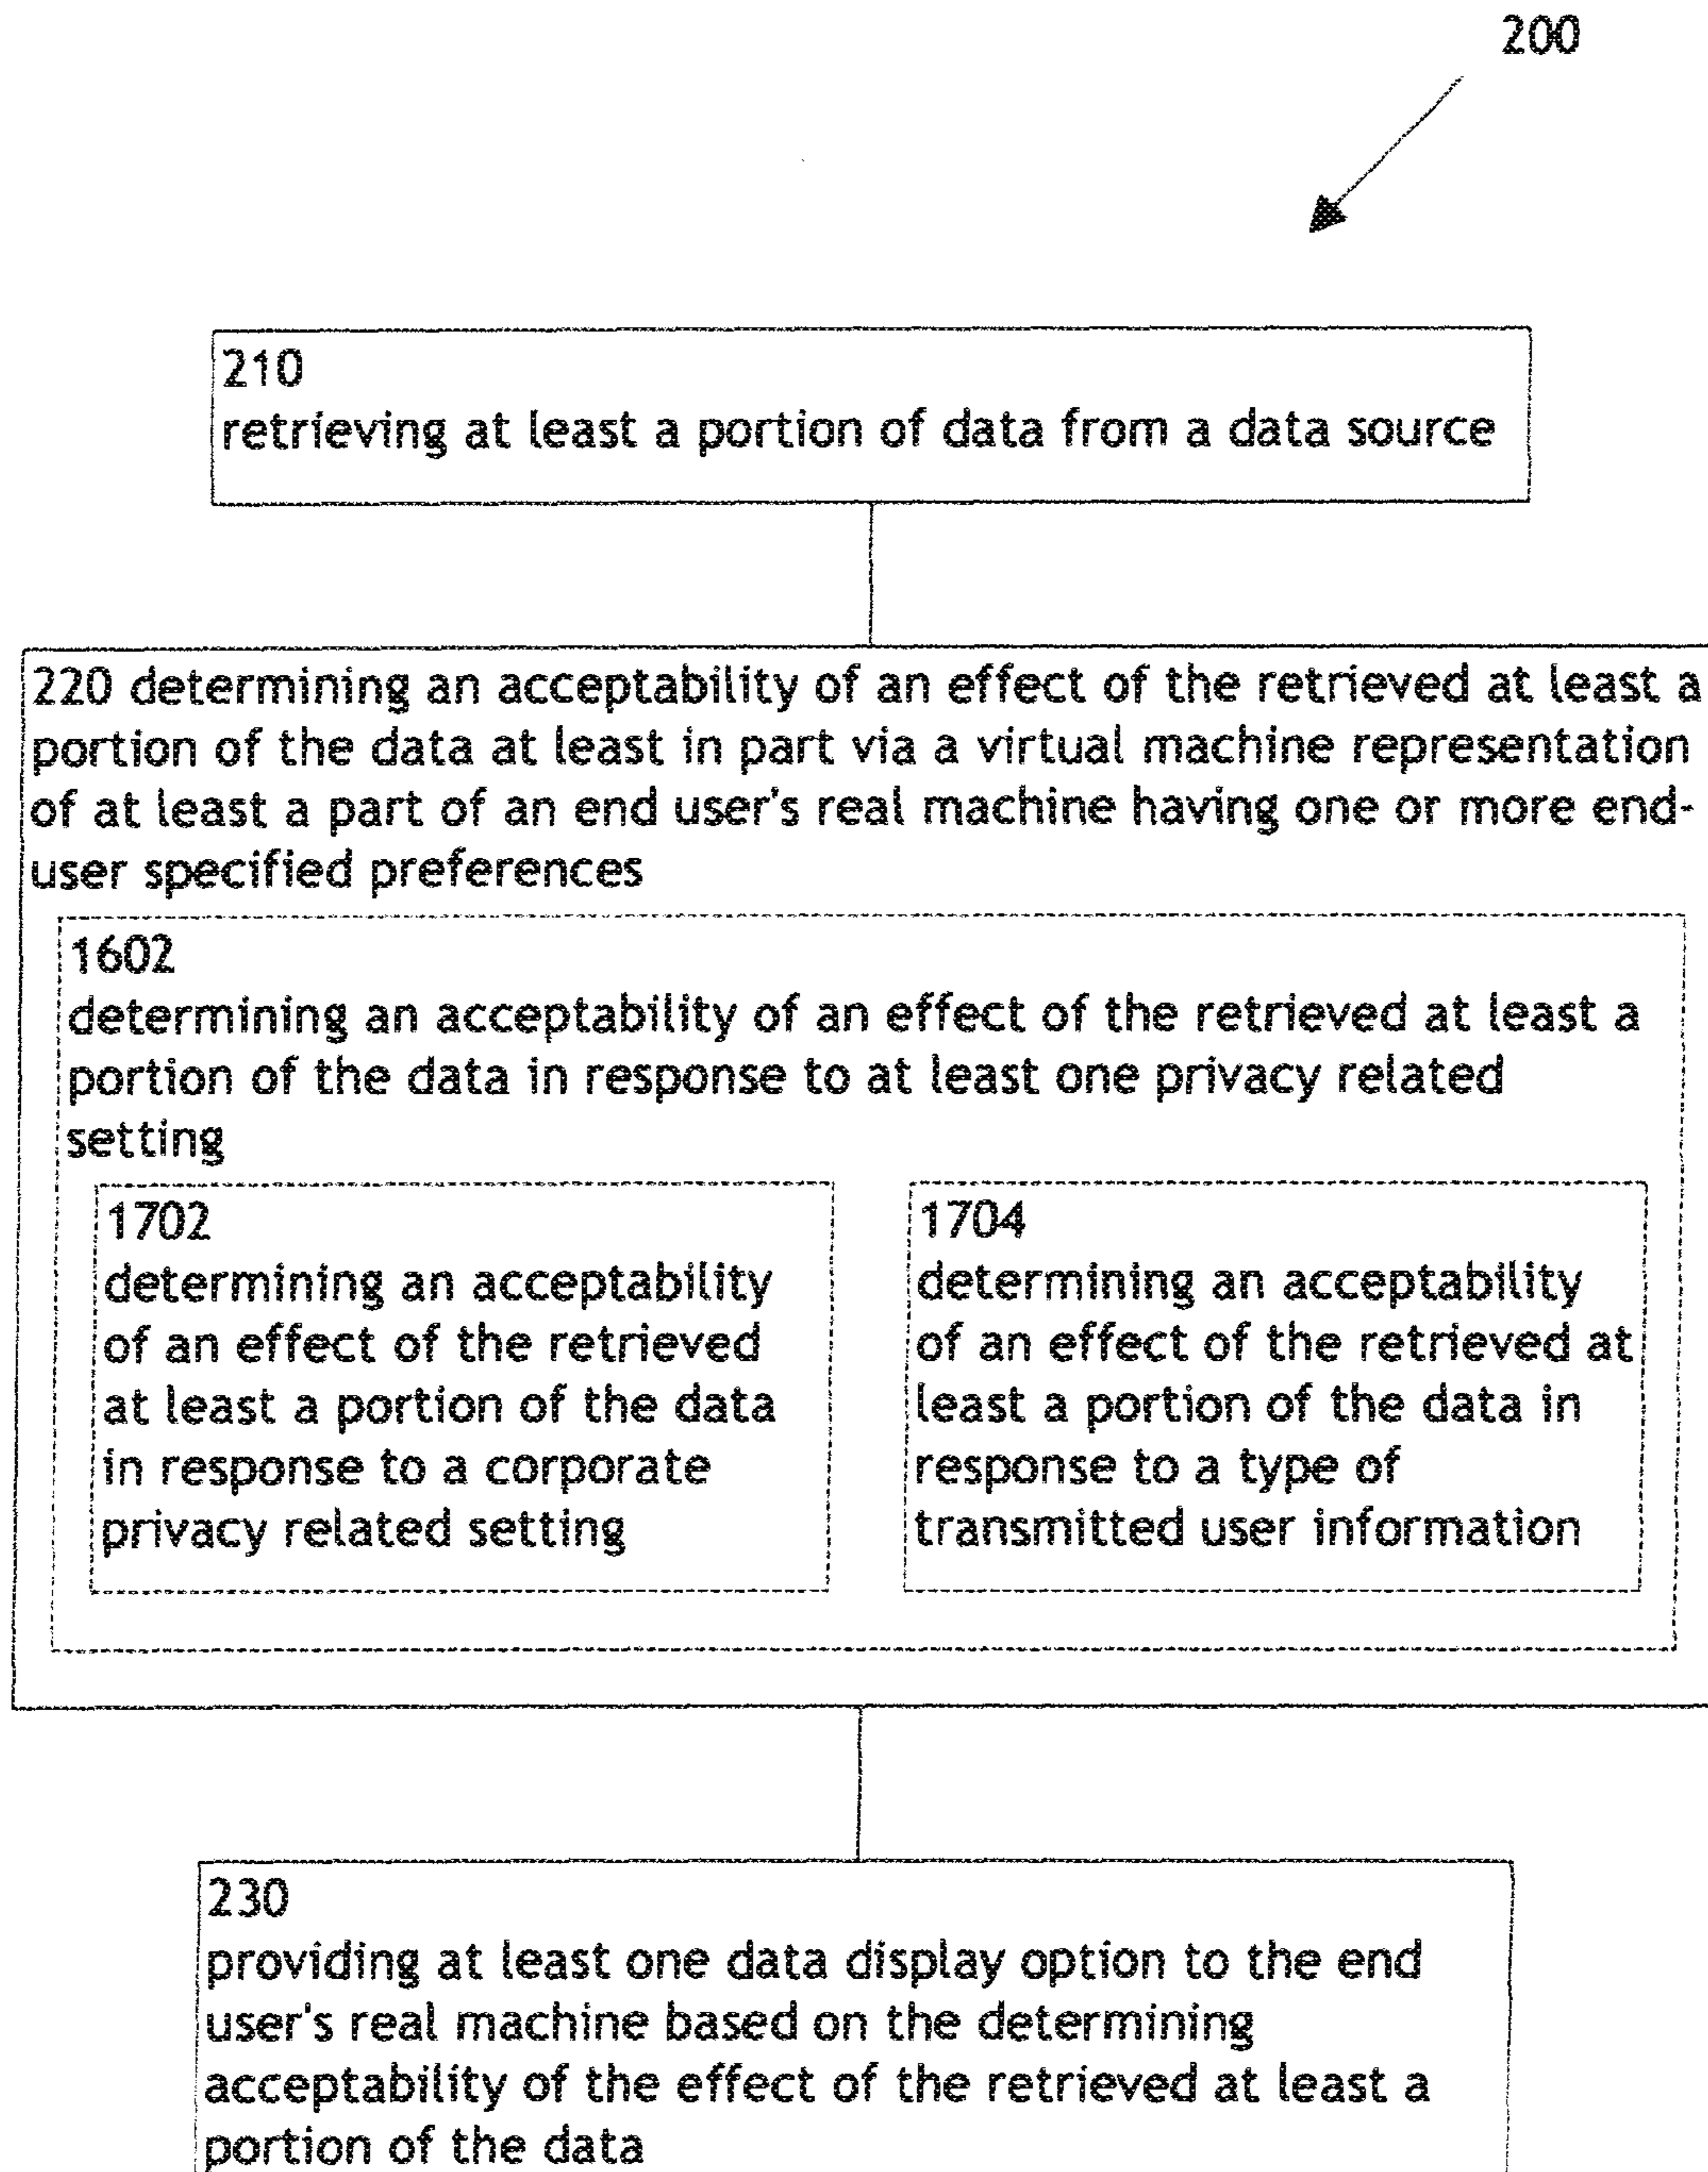 200
210
retrieving at least a portion of data from a data source
220 determining an acceptability of an effect of the retrieved at least a
portion of the data at least in part via a virtual machine representation
of at least a part of an end user's real machine having one or more end-
user specified preferences
1602
determining an acceptability of an effect of the retrieved at least a
portion of the data in response to at least one privacy related
setting
1702
determining an acceptability
of an effect of the retrieved
at least a portion of the data
in response to a corporate
privacy related setting
1704
determining an acceptability
of an effect of the retrieved at
least a portion of the data in
response to a type of
transmitted user information
230
providing at least one data display option to the end
user's real machine based on the determining
acceptability of the effect of the retrieved at least a
portion of the data